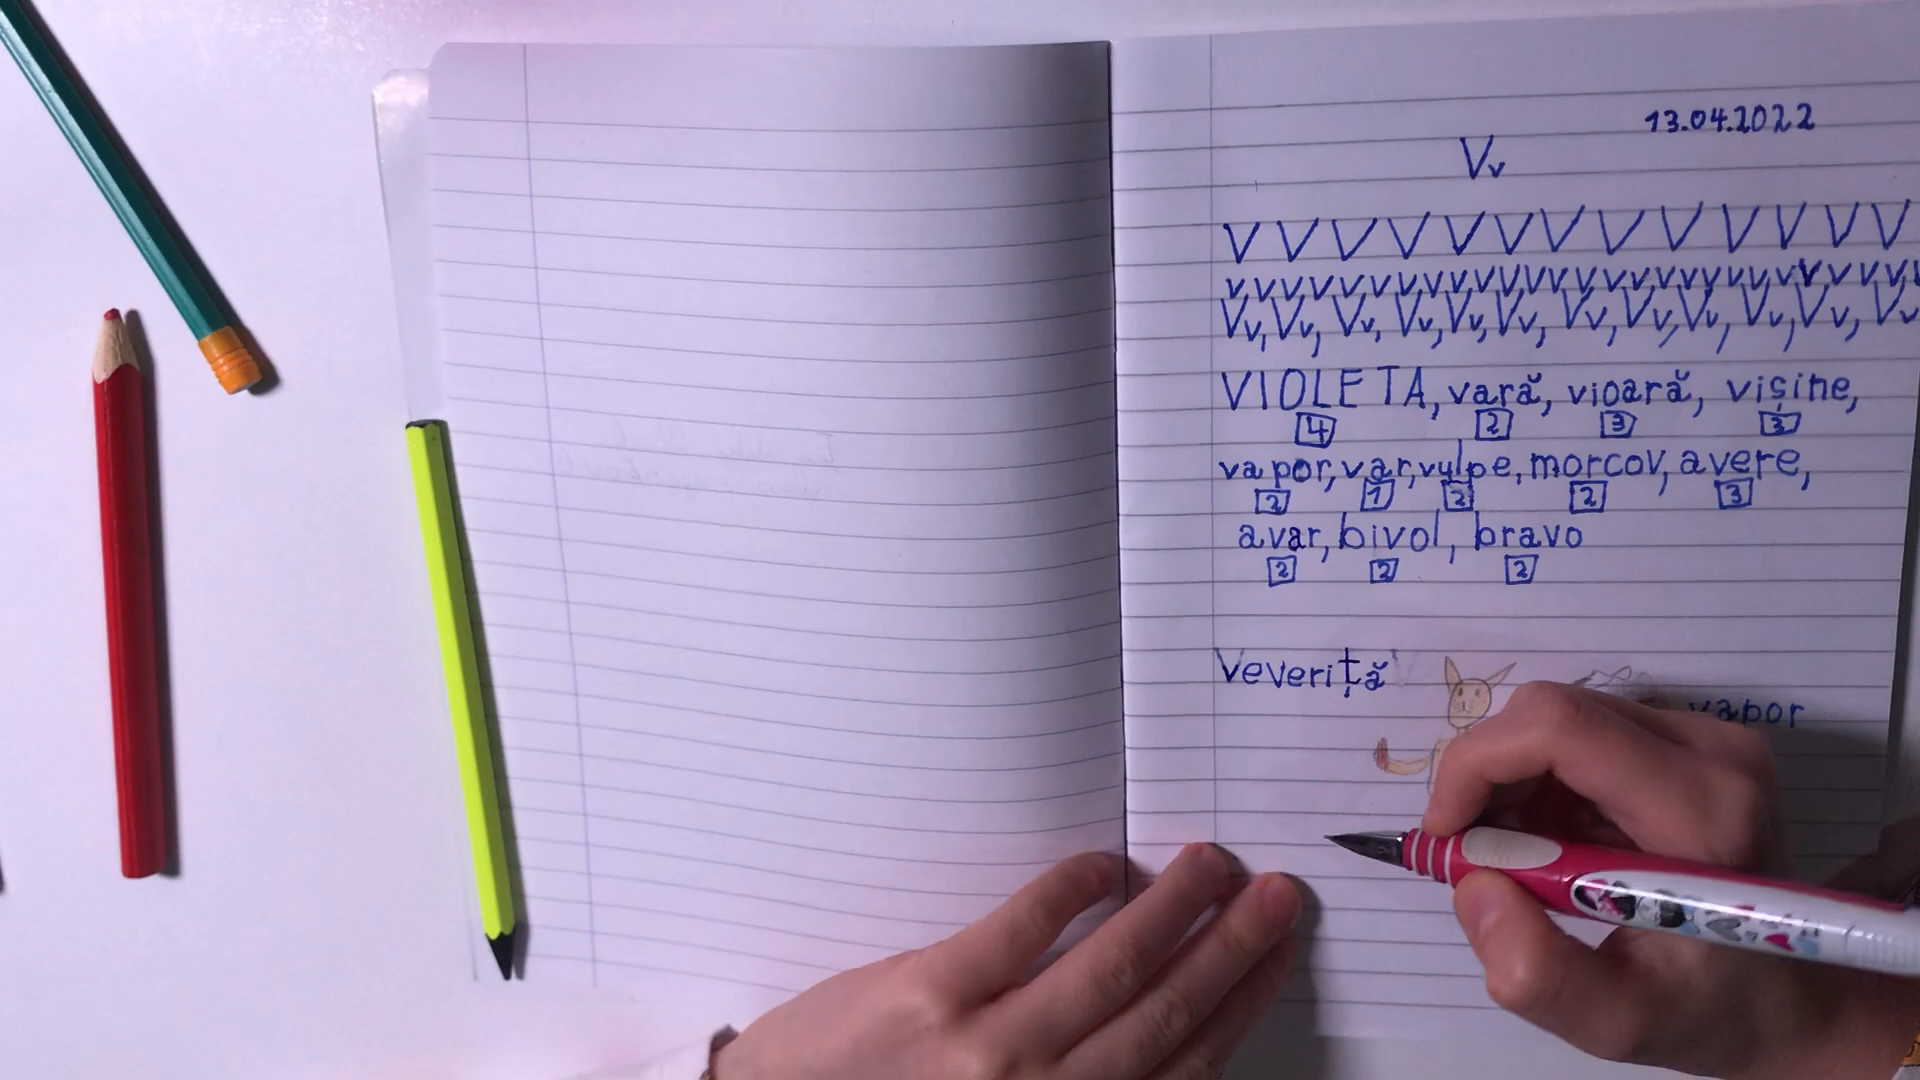 13.04.2022
Vv
V V V V V V V V V V V V V
v, v, v, v, v, v, v, v, v, v, v, v, v, v, v, v, v, v, v, v, v, v, v, v, v
Vv, Vv, Vv, Vv, Vv, Vv, Vv, Vv, Vv, Vv, Vv, Vv
VIOLETA, vară, vioară, vișine,
4 2 3 3
vapor, var, vulpe, morcov, avere,
2 1 2 2 3
avar, bivol, bravo
2 2 2
Veveriță
vapor